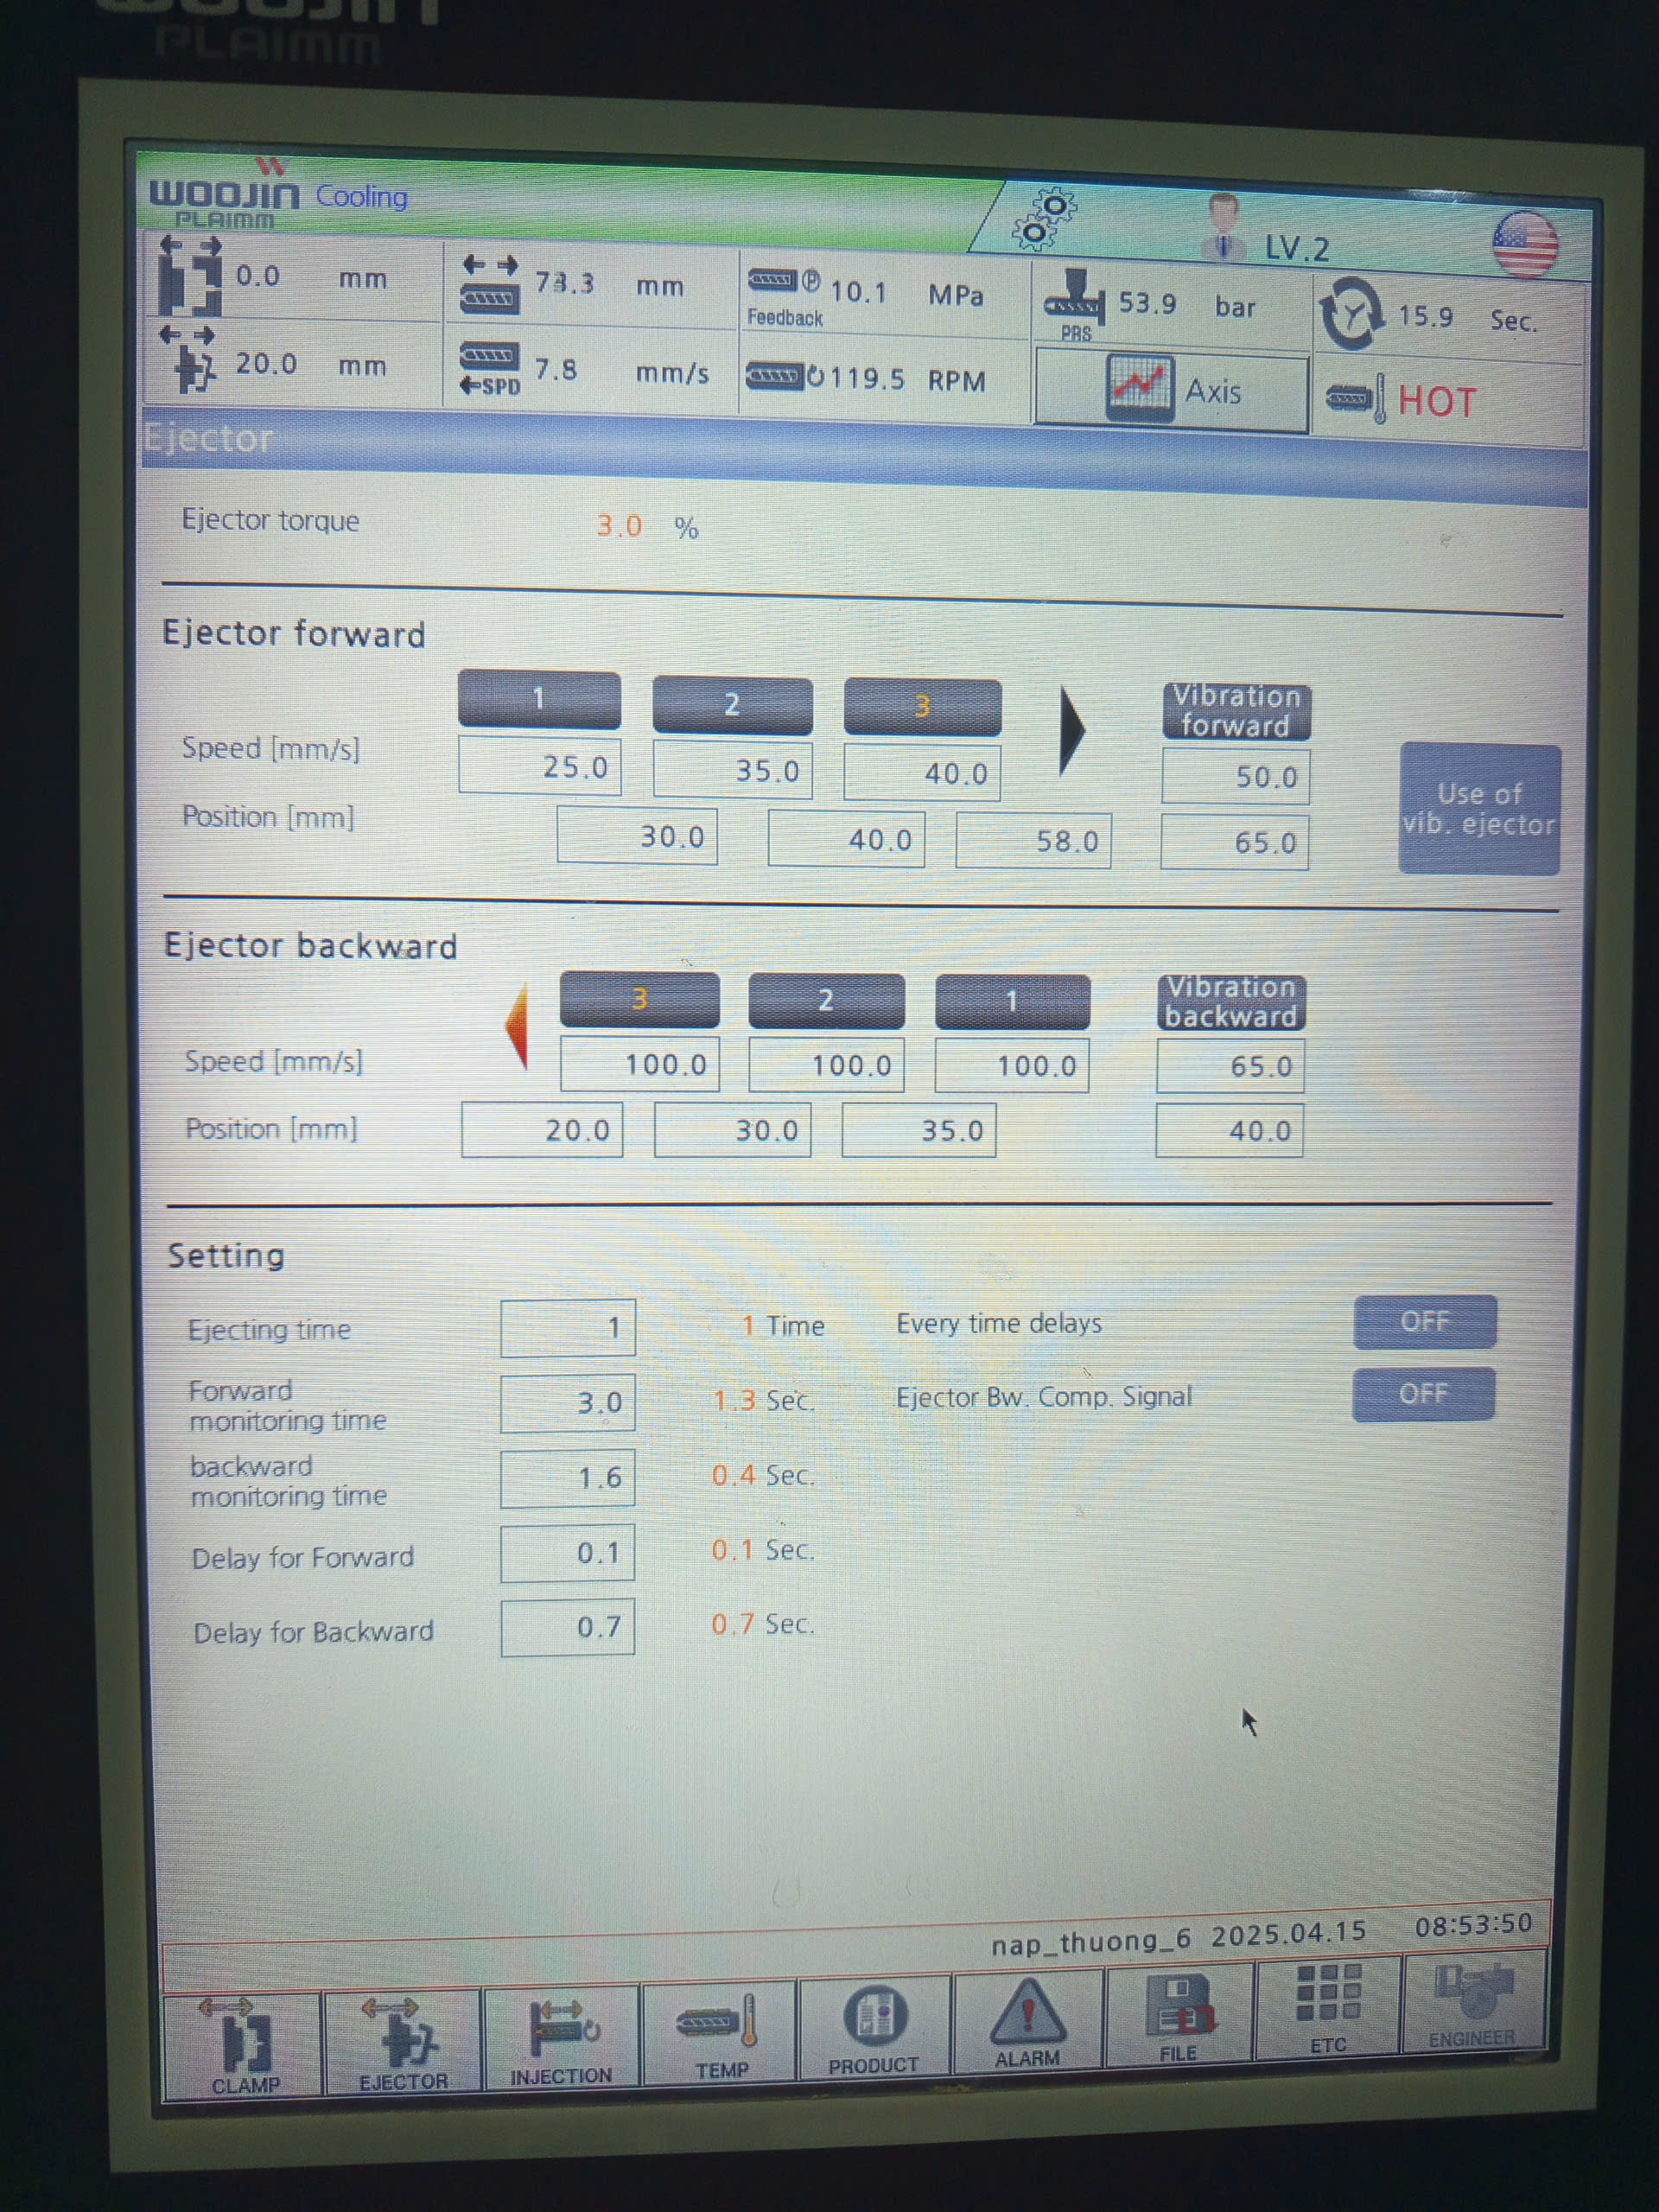 WOOJIN
PLAIMM
WOOJIN
PLAIMM
Cooling
LV.2
0.0 mm
73.3 mm
P 10.1 MPa
Feedback
53.9 bar
PRS
15.9 Sec.
20.0 mm
SPD 7.8 mm/s
119.5 RPM
Axis
HOT
Ejector
Ejector torque 3.0 %
Ejector forward
1 2 3 Vibration forward
Speed [mm/s] 25.0 35.0 40.0 50.0
Position [mm] 30.0 40.0 58.0 65.0
Use of
vib. ejector
Ejector backward
3 2 1 Vibration backward
Speed [mm/s] 100.0 100.0 100.0 65.0
Position [mm] 20.0 30.0 35.0 40.0
Setting
Ejecting time 1 1 Time Every time delays OFF
Forward
monitoring time 3.0 1.3 Sec. Ejector Bw. Comp. Signal OFF
backward
monitoring time 1.6 0.4 Sec.
Delay for Forward 0.1 0.1 Sec.
Delay for Backward 0.7 0.7 Sec.
nap_thuong_6 2025.04.15 08:53:50
CLAMP EJECTOR INJECTION TEMP PRODUCT ALARM FILE ETC ENGINEER